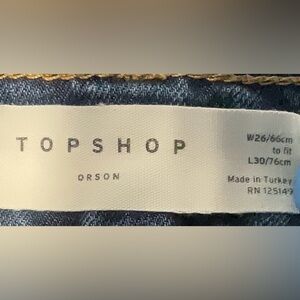 TOPSHOP
ORSON
W26/66cm
to fit
L30/76cm
Made in Turkey
RN 125149